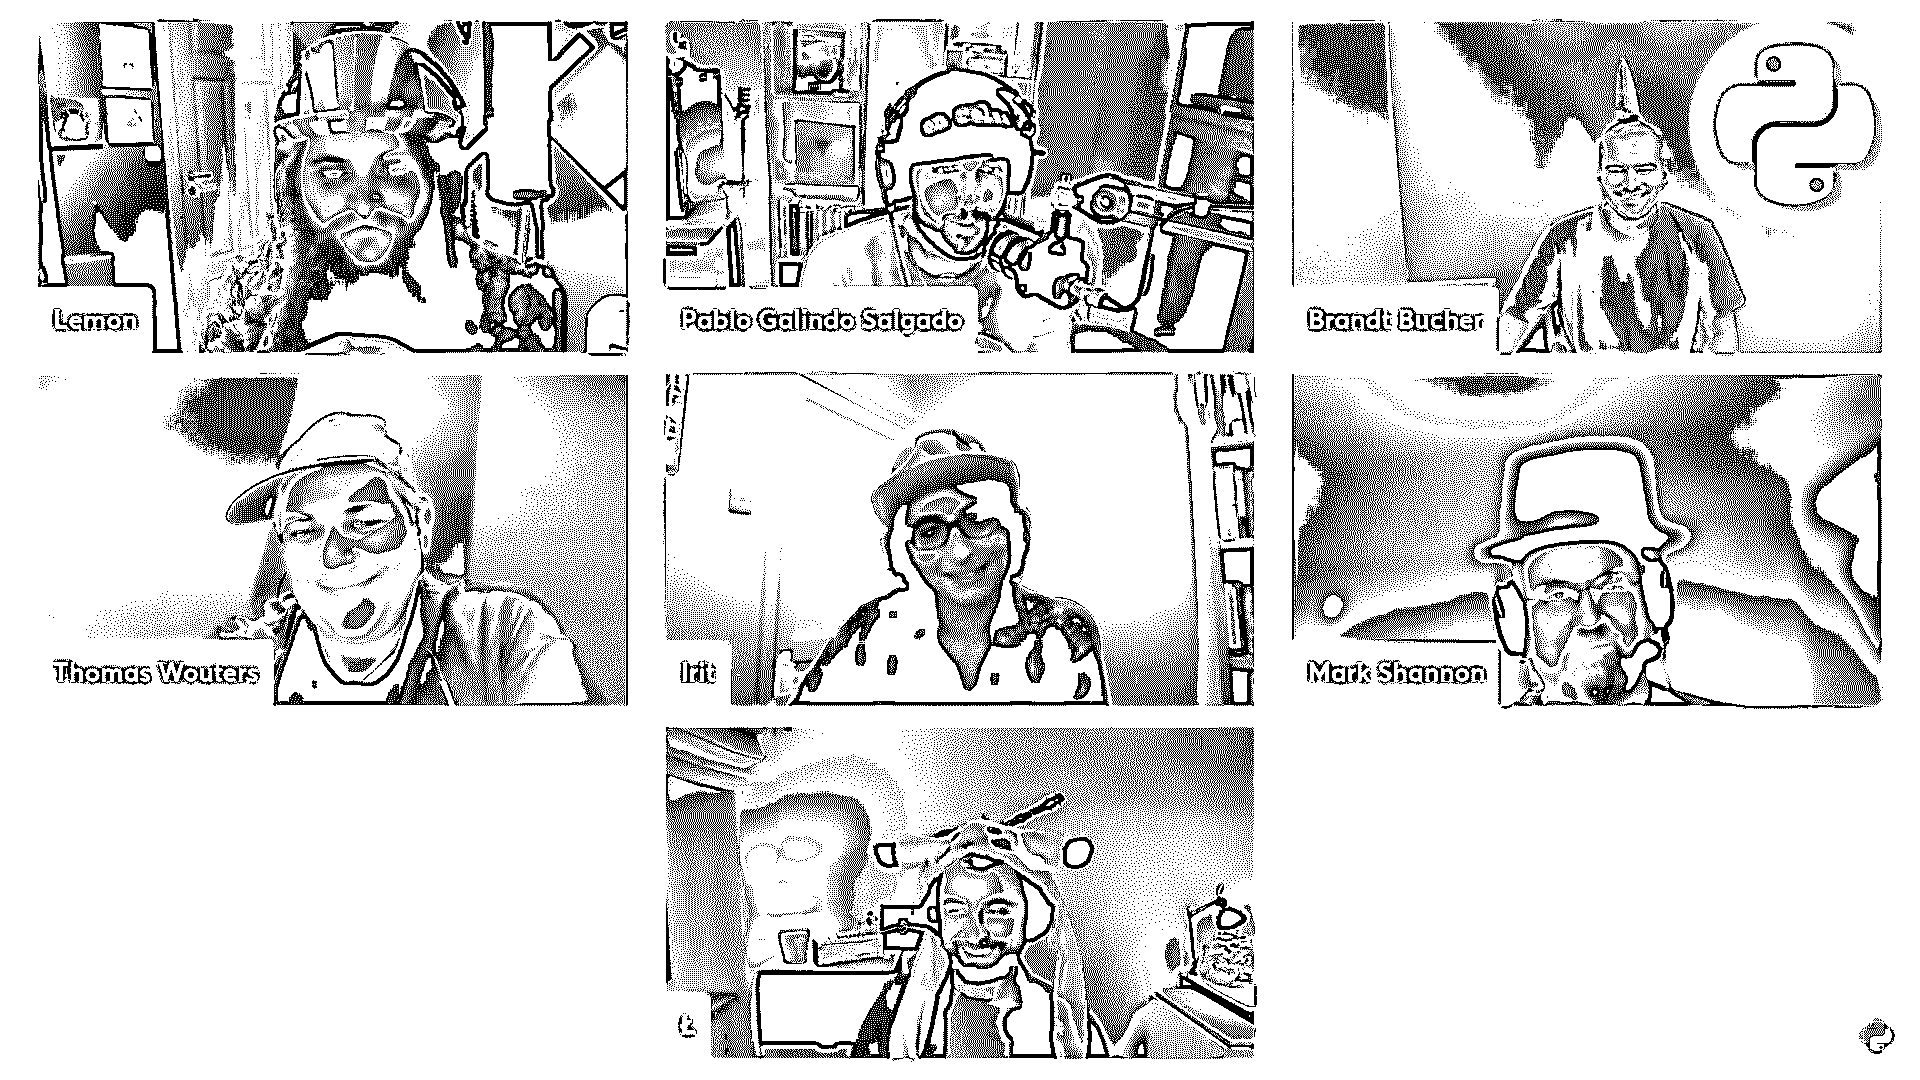 Lemon
Pablo Galindo Salgado
Brandt Bucher
Thomas Wouters
Irit
Mark Shannon
Ł